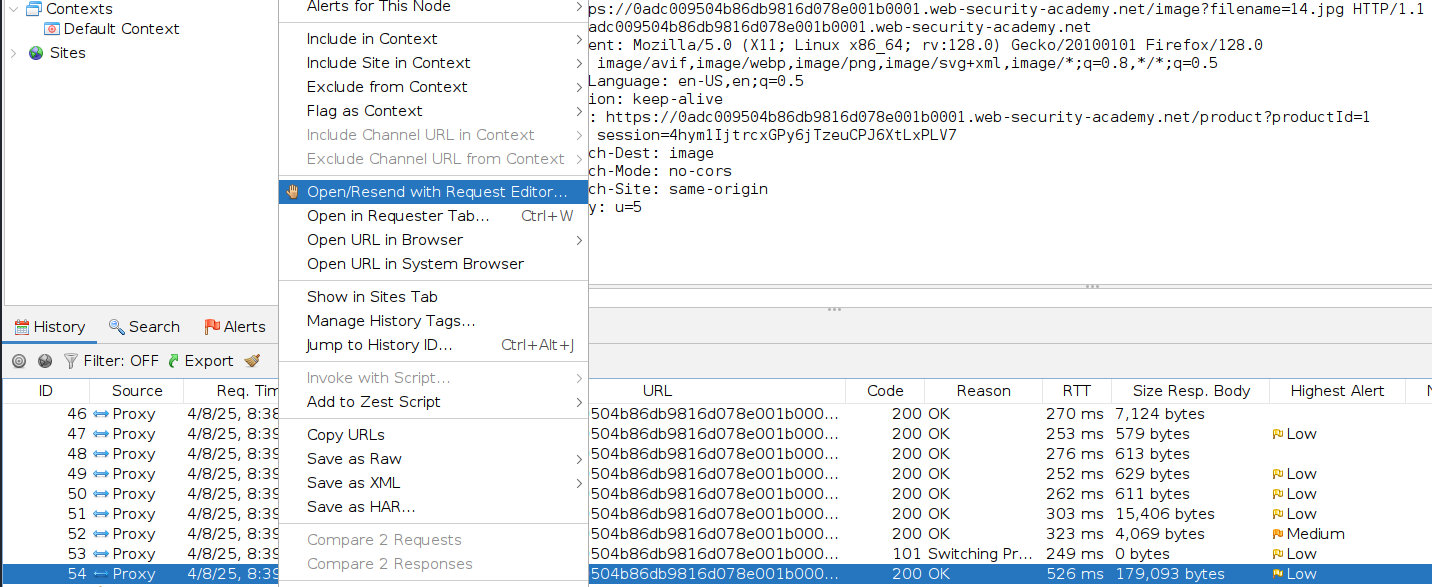 Contexts
Default Context
Sites
Alerts for This Node
Include in Context
Include Site in Context
Exclude from Context
Flag as Context
Include Channel URL in Context
Exclude Channel URL from Context
Open/Resend with Request Editor...
Open in Requester Tab... Ctrl+W
Open URL in Browser
Open URL in System Browser
Show in Sites Tab
Manage History Tags...
Jump to History ID... Ctrl+Alt+J
Invoke with Script...
Add to Zest Script
Copy URLs
Save as Raw
Save as XML
Save as HAR...
Compare 2 Requests
Compare 2 Responses
ps://0adc009504b86db9816d078e001b0001.web-security-academy.net/image?filename=14.jpg HTTP/1.1
adc009504b86db9816d078e001b0001.web-security-academy.net
ent: Mozilla/5.0 (X11; Linux x86_64; rv:128.0) Gecko/20100101 Firefox/128.0
image/avif,image/webp,image/png,image/svg+xml,image/*;q=0.8,*/*;q=0.5
Language: en-US,en;q=0.5
ion: keep-alive
: https://0adc009504b86db9816d078e001b0001.web-security-academy.net/product?productId=1
session=4hym1IjtrcxGPy6jTzeuCPJ6XtLxPLV7
ch-Dest: image
ch-Mode: no-cors
ch-Site: same-origin
y: u=5
History Search Alerts
Filter: OFF Export
ID Source Req. Tim URL Code Reason RTT Size Resp. Body Highest Alert N
46 Proxy 4/8/25, 8:38 504b86db9816d078e001b000... 200 OK 270 ms 7,124 bytes
47 Proxy 4/8/25, 8:39 504b86db9816d078e001b000... 200 OK 253 ms 579 bytes Low
48 Proxy 4/8/25, 8:39 504b86db9816d078e001b000... 200 OK 276 ms 613 bytes
49 Proxy 4/8/25, 8:39 504b86db9816d078e001b000... 200 OK 252 ms 629 bytes Low
50 Proxy 4/8/25, 8:39 504b86db9816d078e001b000... 200 OK 262 ms 611 bytes Low
51 Proxy 4/8/25, 8:39 504b86db9816d078e001b000... 200 OK 303 ms 15,406 bytes Low
52 Proxy 4/8/25, 8:39 504b86db9816d078e001b000... 200 OK 323 ms 4,069 bytes Medium
53 Proxy 4/8/25, 8:39 504b86db9816d078e001b000... 101 Switching Pr... 249 ms 0 bytes Low
54 Proxy 4/8/25, 8:39 504b86db9816d078e001b000... 200 OK 526 ms 179,093 bytes Low